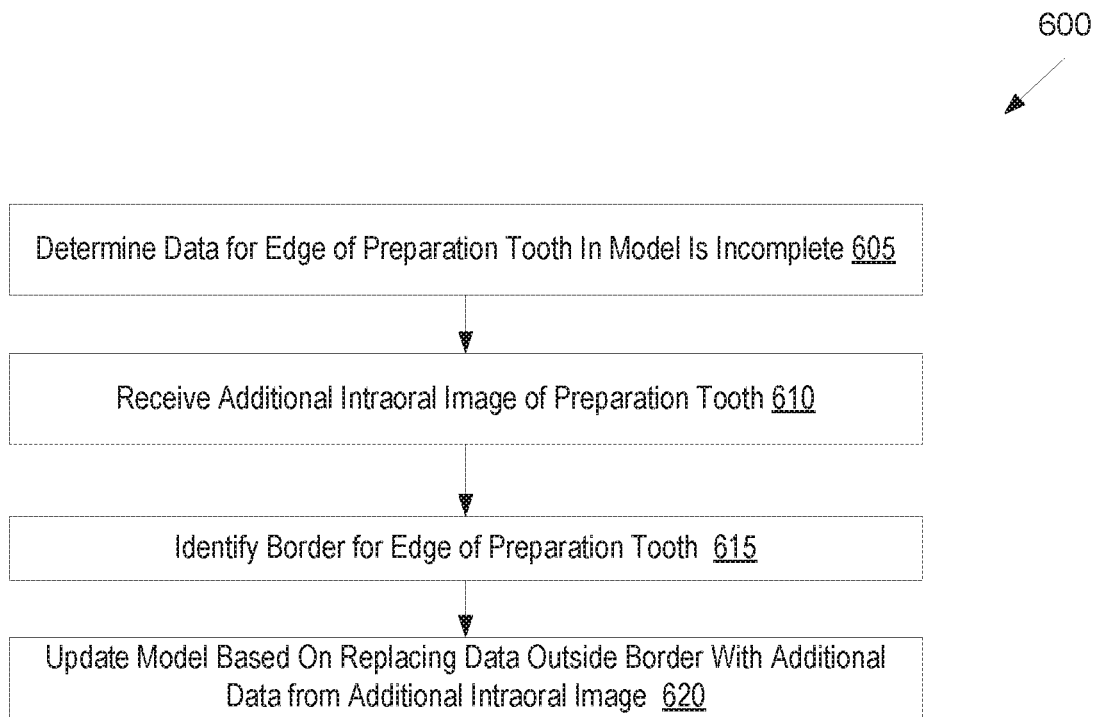 600
Determine Data for Edge of Preparation Tooth In Model Is Incomplete 605
Receive Additional Intraoral Image of Preparation Tooth 610
Identify Border for Edge of Preparation Tooth 615
Update Model Based On Replacing Data Outside Border With Additional
Data from Additional Intraoral Image 620